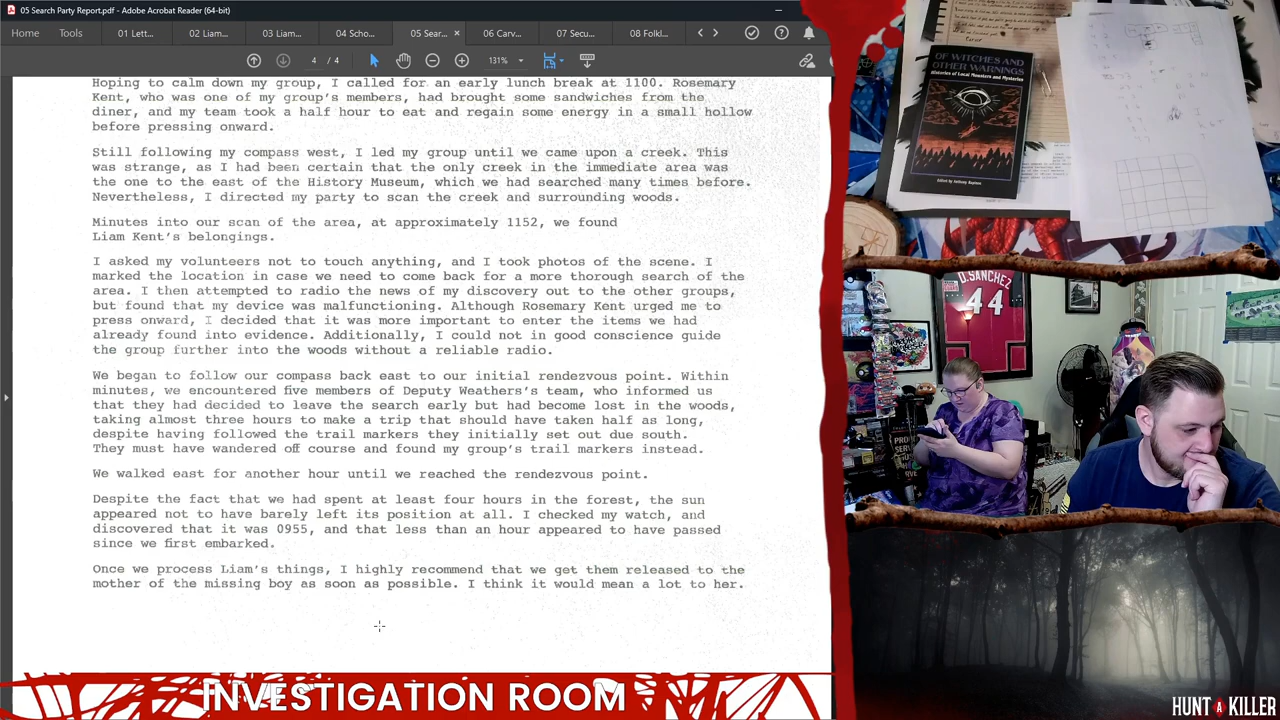 05 Search Party Report.pdf - Adobe Acrobat Reader (64-bit)
Home Tools 01 Lett... 02 Liam... 4 Scho... 05 Sear... × 06 Carv... 07 Secu... 08 Folkl...
4 / 4 131%
Hoping to calm down my crew, I called for an early lunch break at 1100. Rosemary
Kent, who was one of my group's members, had brought some sandwiches from the
diner, and my team took a half hour to eat and regain some energy in a small hollow
before pressing onward.
Still following my compass west, I led my group until we came upon a creek. This
was strange, as I had been certain that the only creek in the immediate area was
the one to the east of the History Museum, which we had searched many times before.
Nevertheless, I directed my party to scan the creek and surrounding woods.
Minutes into our scan of the area, at approximately 1152, we found
Liam Kent's belongings.
I asked my volunteers not to touch anything, and I took photos of the scene. I
marked the location in case we need to come back for a more thorough search of the
area. I then attempted to radio the news of my discovery out to the other groups,
but found that my device was malfunctioning. Although Rosemary Kent urged me to
press onward, I decided that it was more important to enter the items we had
already found into evidence. Additionally, I could not in good conscience guide
the group further into the woods without a reliable radio.
We began to follow our compass back east to our initial rendezvous point. Within
minutes, we encountered five members of Deputy Weathers's team, who informed us
that they had decided to leave the search early but had become lost in the woods,
taking almost three hours to make a trip that should have taken half as long,
despite having followed the trail markers they initially set out due south.
They must have wandered off course and found my group's trail markers instead.
We walked east for another hour until we reached the rendezvous point.
Despite the fact that we had spent at least four hours in the forest, the sun
appeared not to have barely left its position at all. I checked my watch, and
discovered that it was 0955, and that less than an hour appeared to have passed
since we first embarked.
Once we process Liam's things, I highly recommend that we get them released to the
mother of the missing boy as soon as possible. I think it would mean a lot to her.
INVESTIGATION ROOM
OF WITCHES AND
OTHER WARNINGS
Histories of Local Monsters and Mysteries
D.SANCHEZ
44
HUNT A KILLER